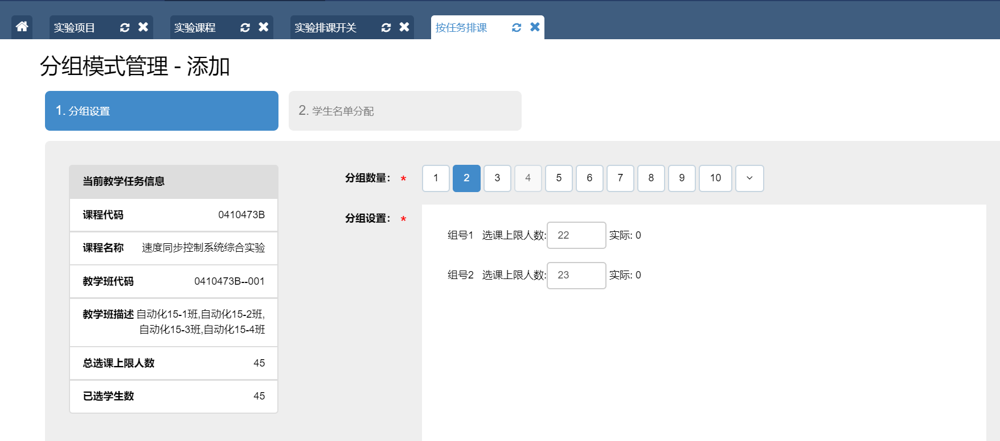 实验项目 实验课程 实验排课开关 按任务排课
分组模式管理 - 添加
1. 分组设置 2. 学生名单分配
当前教学任务信息
课程代码 0410473B
课程名称 速度同步控制系统综合实验
教学班代码 0410473B--001
教学班描述 自动化15-1班,自动化15-2班,
自动化15-3班,自动化15-4班
总选课上限人数 45
已选学生数 45
分组数量： * 1 2 3 4 5 6 7 8 9 10
分组设置： *
组号1 选课上限人数: 22 实际: 0
组号2 选课上限人数: 23 实际: 0